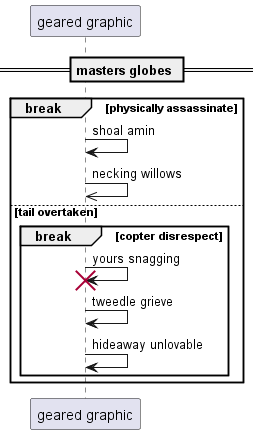 geared graphic
masters globes
break [physically assassinate]
shoal amin
necking willows
[tail overtaken]
break [copter disrespect]
yours snagging
tweedle grieve
hideaway unlovable
geared graphic